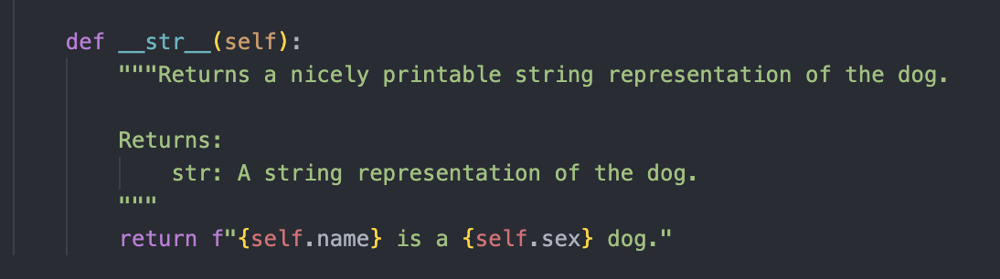 def __str__(self):
"""Returns a nicely printable string representation of the dog.
Returns:
str: A string representation of the dog.
"""
return f"{self.name} is a {self.sex} dog."